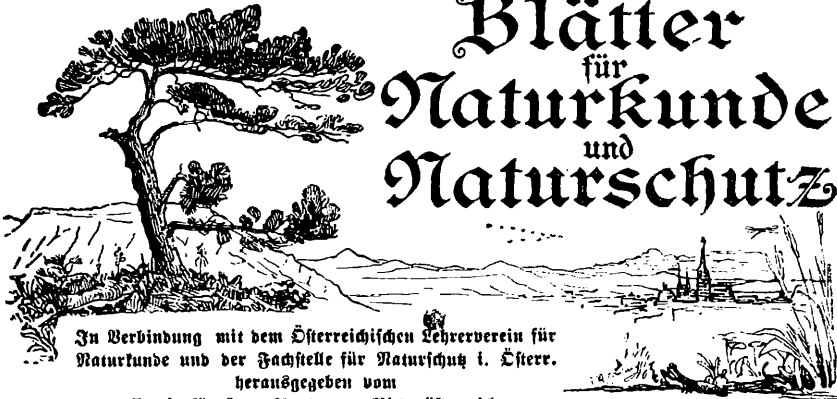 Blätter
für
Naturkunde
und
Naturschutz
In Verbindung mit dem Österreichischen Lehrerverein für
Naturkunde und der Fachstelle für Naturschutz i. Österr.
herausgegeben vom